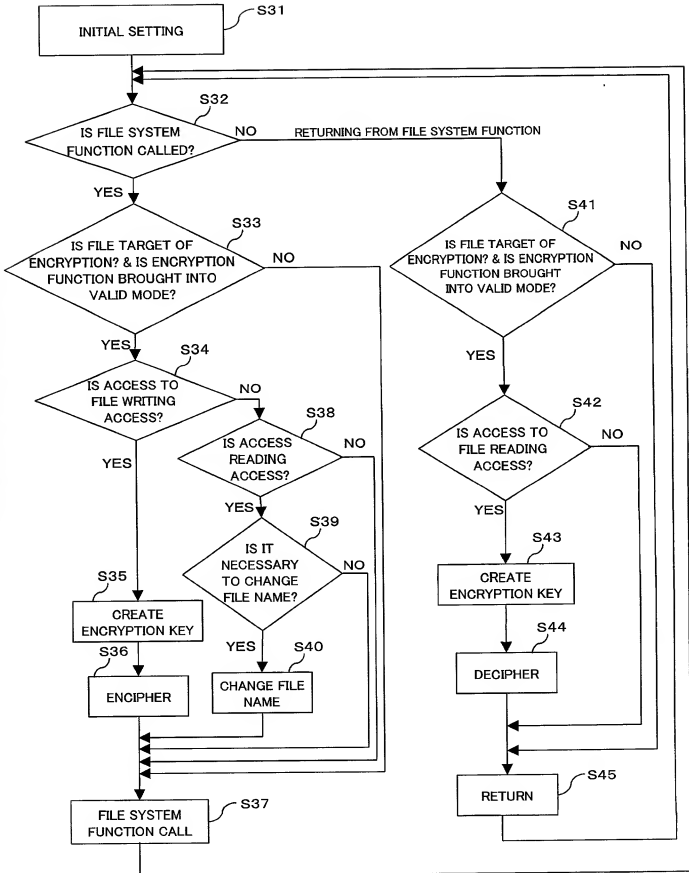 S31
INITIAL SETTING
S32
IS FILE SYSTEM
FUNCTION CALLED?
NO
RETURNING FROM FILE SYSTEM FUNCTION
YES
S33
IS FILE TARGET OF
ENCRYPTION? & IS ENCRYPTION
FUNCTION BROUGHT INTO
VALID MODE?
NO
YES
S34
IS ACCESS TO
FILE WRITING
ACCESS?
NO
YES
S38
IS ACCESS
READING
ACCESS?
NO
YES
S39
IS IT
NECESSARY
TO CHANGE
FILE NAME?
NO
YES
S35
CREATE
ENCRYPTION KEY
S36
ENCIPHER
S40
CHANGE FILE
NAME
S37
FILE SYSTEM
FUNCTION CALL
S41
IS FILE TARGET OF
ENCRYPTION? & IS ENCRYPTION
FUNCTION BROUGHT
INTO VALID MODE?
NO
YES
S42
IS ACCESS TO
FILE READING
ACCESS?
NO
YES
S43
CREATE
ENCRYPTION KEY
S44
DECIPHER
S45
RETURN